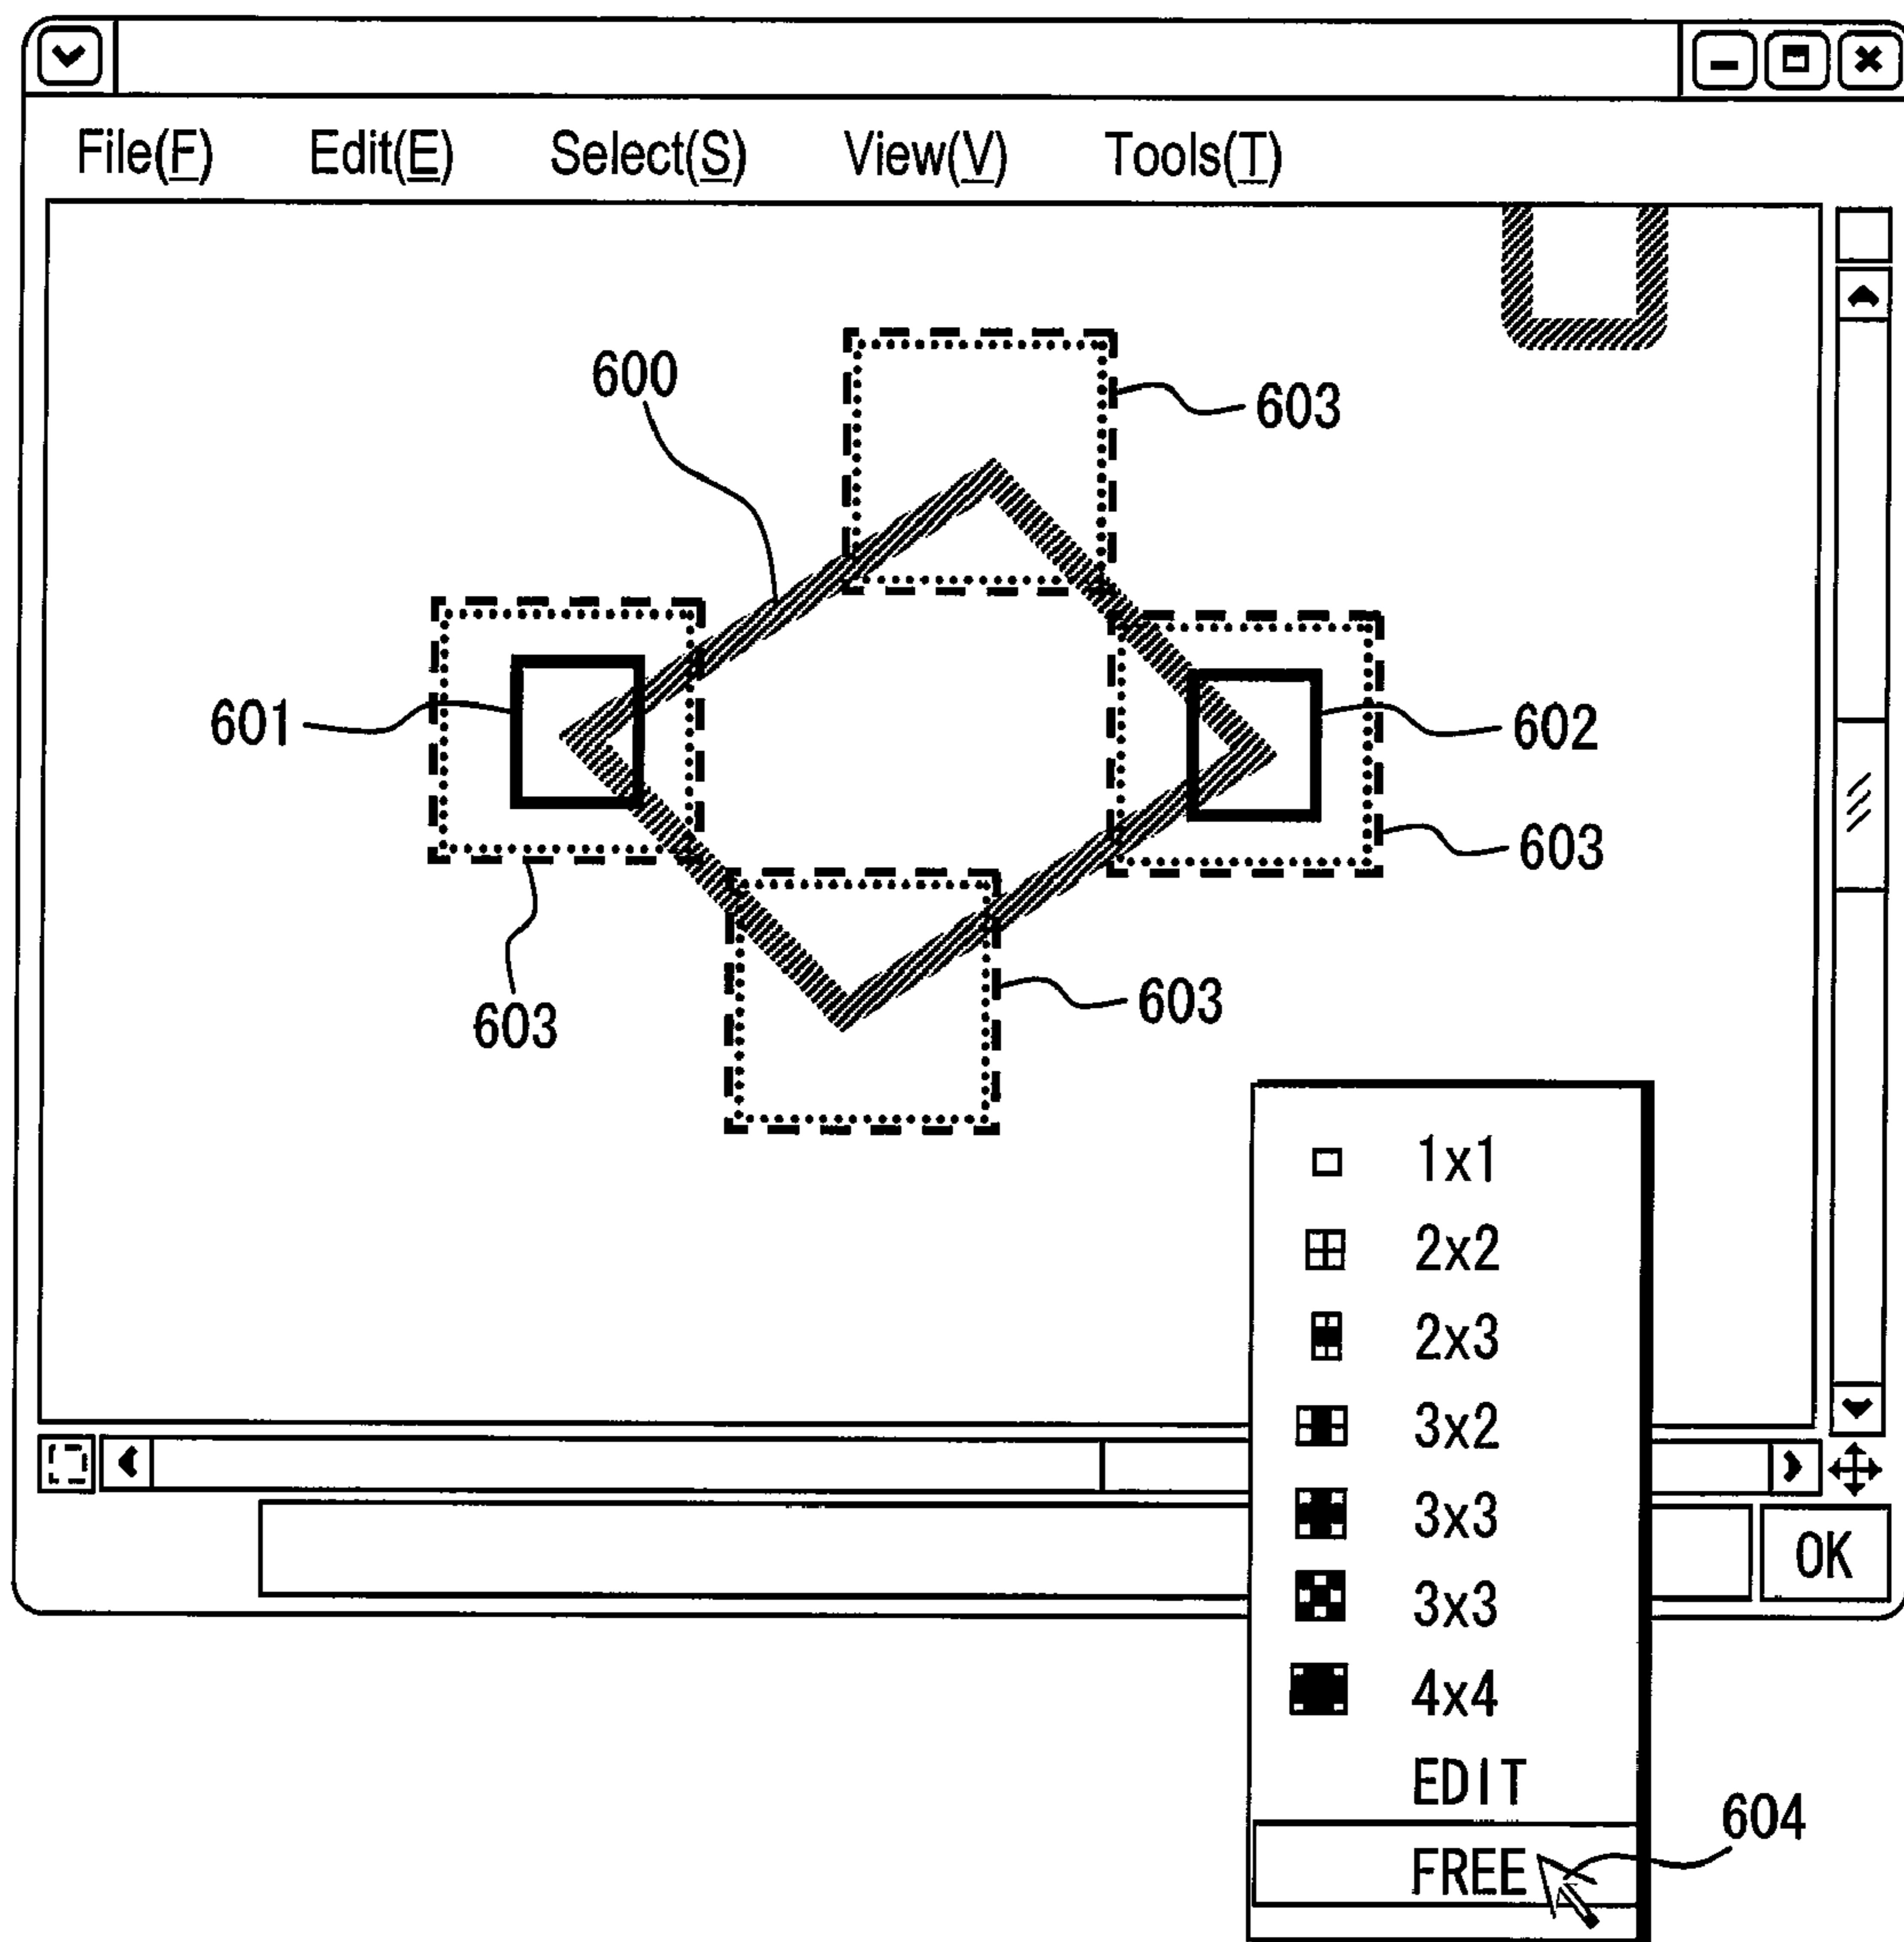 File(F) Edit(E) Select(S) View(V) Tools(T)
600
603
601
602
603
603
603
1x1
2x2
2x3
3x2
3x3
3x3
4x4
EDIT
FREE
604
OK